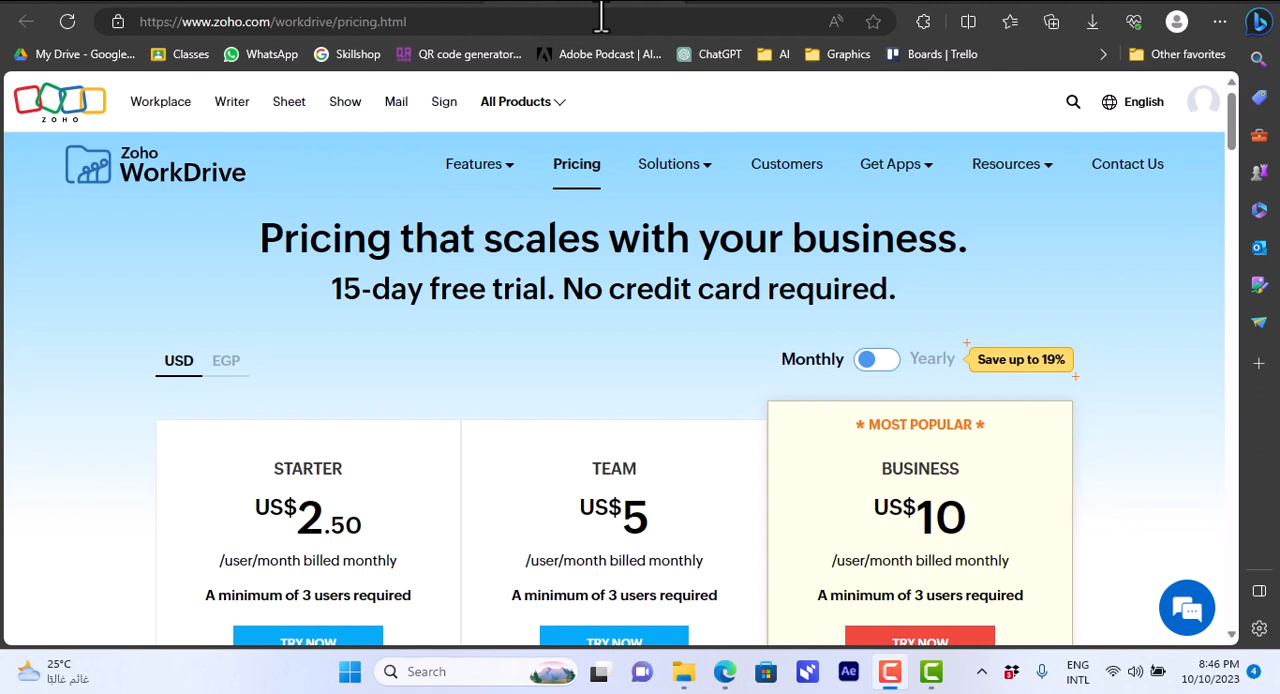 https://www.zoho.com/workdrive/pricing.html
My Drive - Google...
Classes
WhatsApp
Skillshop
QR code generator...
Adobe Podcast | Al...
ChatGPT
AI
Graphics
Boards | Trello
Other favorites
ZOHO
Workplace
Writer
Sheet
Show
Mail
Sign
All Products
English
Zoho
WorkDrive
Features
Pricing
Solutions
Customers
Get Apps
Resources
Contact Us
Pricing that scales with your business.
15-day free trial. No credit card required.
USD
EGP
Monthly
Yearly
Save up to 19%
* MOST POPULAR *
STARTER
US$2.50
/user/month billed monthly
A minimum of 3 users required
TRY NOW
TEAM
US$5
/user/month billed monthly
A minimum of 3 users required
TRY NOW
BUSINESS
US$10
/user/month billed monthly
A minimum of 3 users required
TRY NOW
25°C
غائم غالبًا
Search
Ae
3
ENG
INTL
8:46 PM
10/10/2023
4